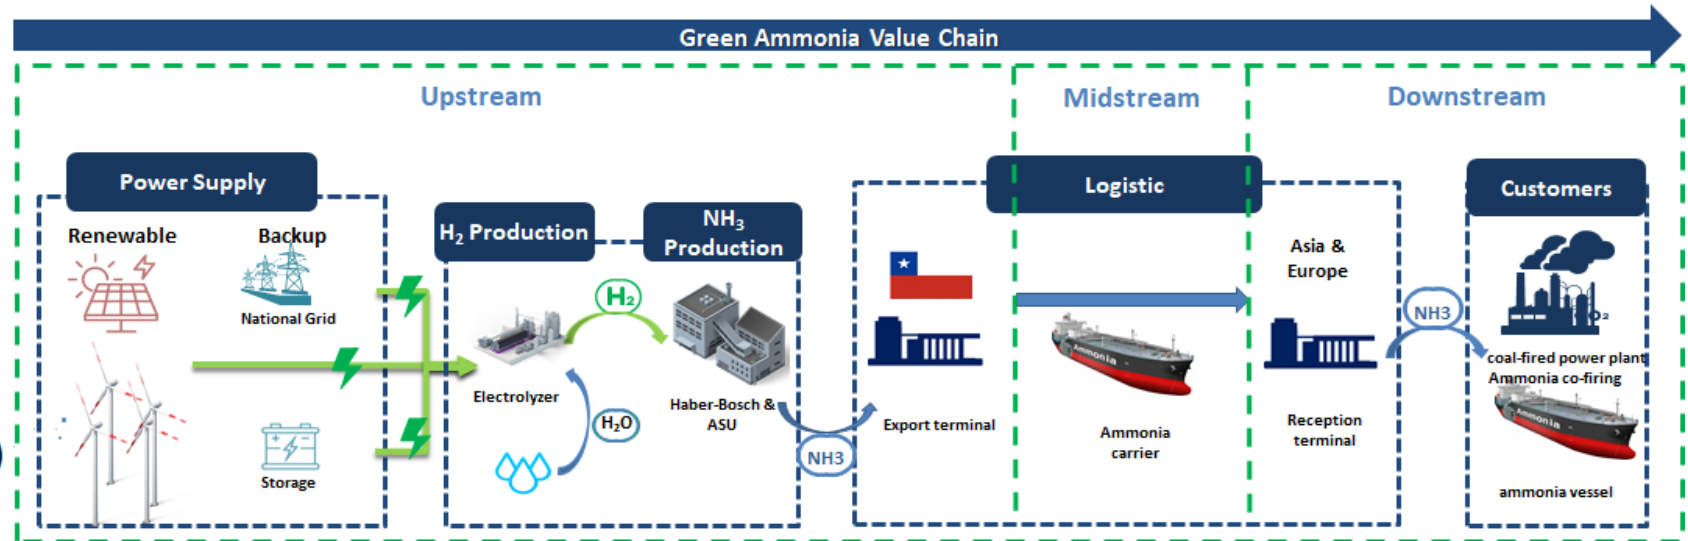 Green Ammonia Value Chain
Upstream
Midstream
Downstream
Power Supply
Renewable
Backup
National Grid
Storage
H₂ Production
NH₃
Production
H₂
Electrolyzer
H₂O
Haber-Bosch &
ASU
NH3
Logistic
Export terminal
Ammonia
Ammonia
carrier
Asia &
Europe
Reception
terminal
NH3
Customers
coal-fired power plant
Ammonia co-firing
Ammonia
ammonia vessel